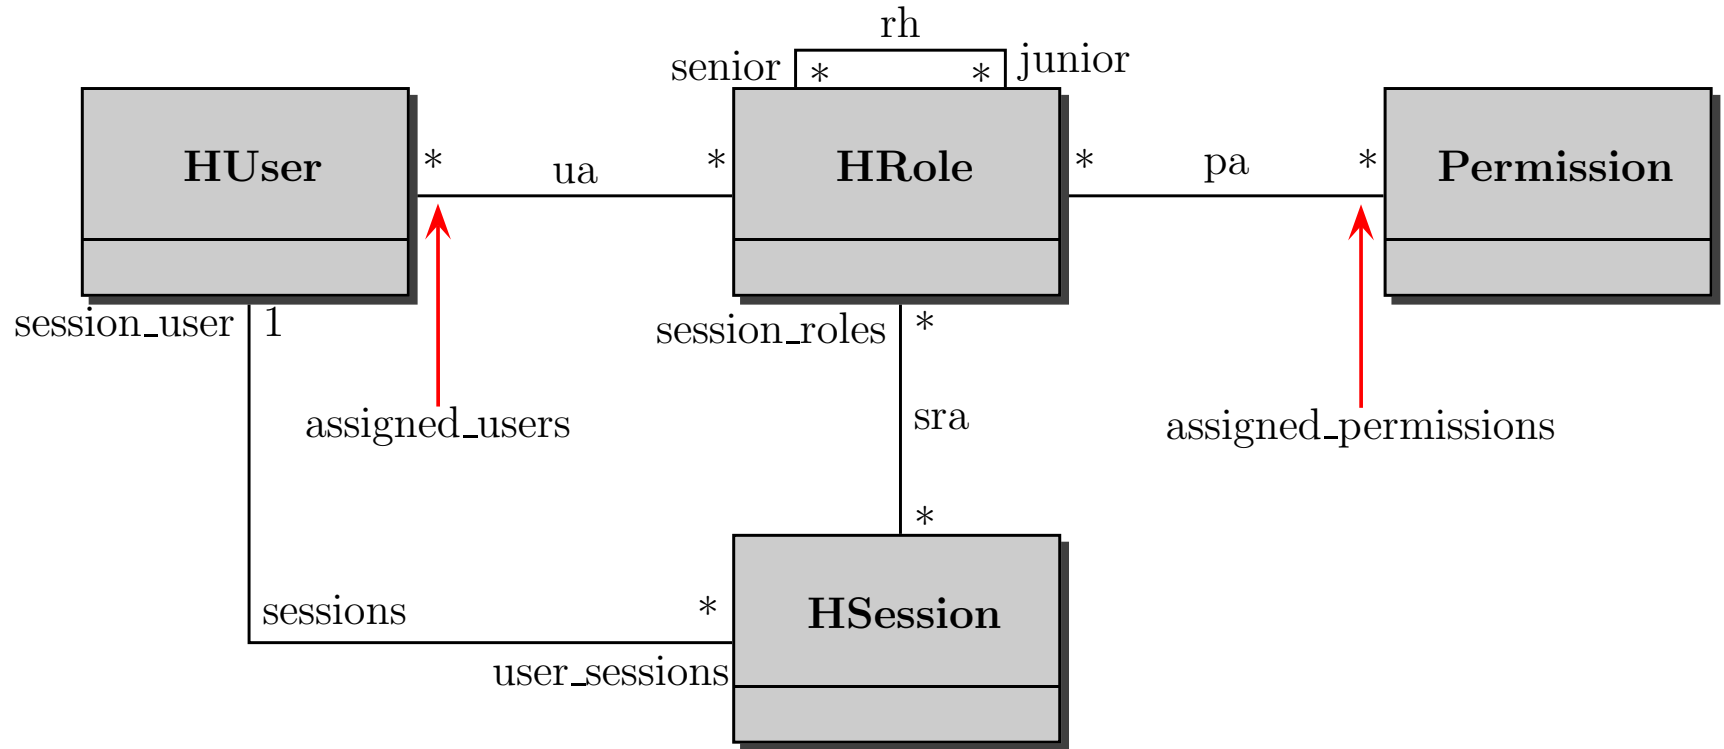 rh
senior * * junior
HUser * ua * HRole * pa * Permission
session_user 1 session_roles *
assigned_users sra assigned_permissions
*
sessions * HSession
user_sessions